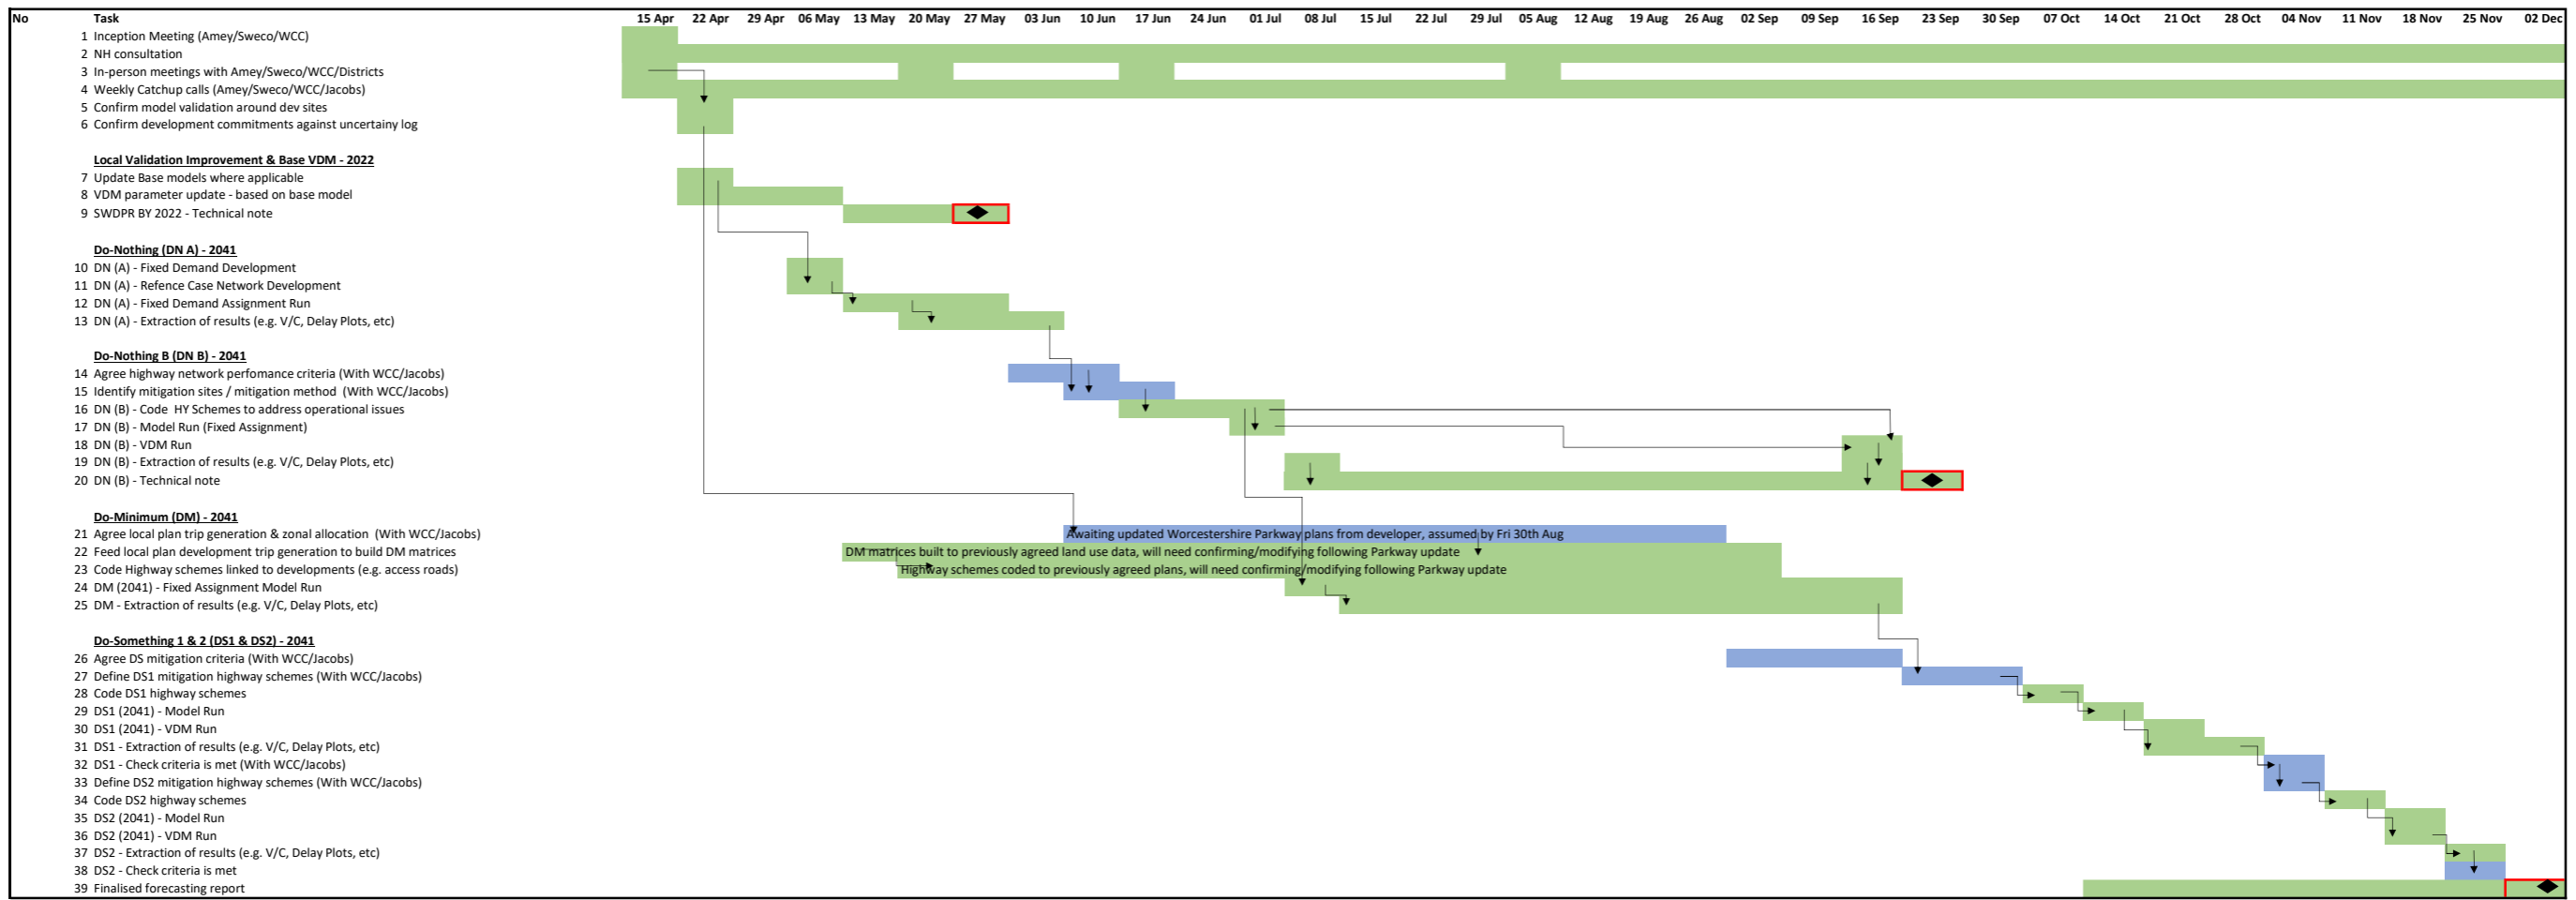 No Task 15 Apr 22 Apr 29 Apr 06 May 13 May 20 May 27 May 03 Jun 10 Jun 17 Jun 24 Jun 01 Jul 08 Jul 15 Jul 22 Jul 29 Jul 05 Aug 12 Aug 19 Aug 26 Aug 02 Sep 09 Sep 16 Sep 23 Sep 30 Sep 07 Oct 14 Oct 21 Oct 28 Oct 04 Nov 11 Nov 18 Nov 25 Nov 02 Dec
1 Inception Meeting (Amey/Sweco/WCC)
2 NH consultation
3 In-person meetings with Amey/Sweco/WCC/Districts
4 Weekly Catchup calls (Amey/Sweco/WCC/Jacobs)
5 Confirm model validation around dev sites
6 Confirm development commitments against uncertainy log
Local Validation Improvement & Base VDM - 2022
7 Update Base models where applicable
8 VDM parameter update - based on base model
9 SWDPR BY 2022 - Technical note
Do-Nothing (DN A) - 2041
10 DN (A) - Fixed Demand Development
11 DN (A) - Refence Case Network Development
12 DN (A) - Fixed Demand Assignment Run
13 DN (A) - Extraction of results (e.g. V/C, Delay Plots, etc)
Do-Nothing B (DN B) - 2041
14 Agree highway network perfomance criteria (With WCC/Jacobs)
15 Identify mitigation sites / mitigation method (With WCC/Jacobs)
16 DN (B) - Code HY Schemes to address operational issues
17 DN (B) - Model Run (Fixed Assignment)
18 DN (B) - VDM Run
19 DN (B) - Extraction of results (e.g. V/C, Delay Plots, etc)
20 DN (B) - Technical note
Do-Minimum (DM) - 2041
21 Agree local plan trip generation & zonal allocation (With WCC/Jacobs) Awaiting updated Worcestershire Parkway plans from developer, assumed by Fri 30th Aug
22 Feed local plan development trip generation to build DM matrices DM matrices built to previously agreed land use data, will need confirming/modifying following Parkway update
23 Code Highway schemes linked to developments (e.g. access roads) Highway schemes coded to previously agreed plans, will need confirming/modifying following Parkway update
24 DM (2041) - Fixed Assignment Model Run
25 DM - Extraction of results (e.g. V/C, Delay Plots, etc)
Do-Something 1 & 2 (DS1 & DS2) - 2041
26 Agree DS mitigation criteria (With WCC/Jacobs)
27 Define DS1 mitigation highway schemes (With WCC/Jacobs)
28 Code DS1 highway schemes
29 DS1 (2041) - Model Run
30 DS1 (2041) - VDM Run
31 DS1 - Extraction of results (e.g. V/C, Delay Plots, etc)
32 DS1 - Check criteria is met (With WCC/Jacobs)
33 Define DS2 mitigation highway schemes (With WCC/Jacobs)
34 Code DS2 highway schemes
35 DS2 (2041) - Model Run
36 DS2 (2041) - VDM Run
37 DS2 - Extraction of results (e.g. V/C, Delay Plots, etc)
38 DS2 - Check criteria is met
39 Finalised forecasting report